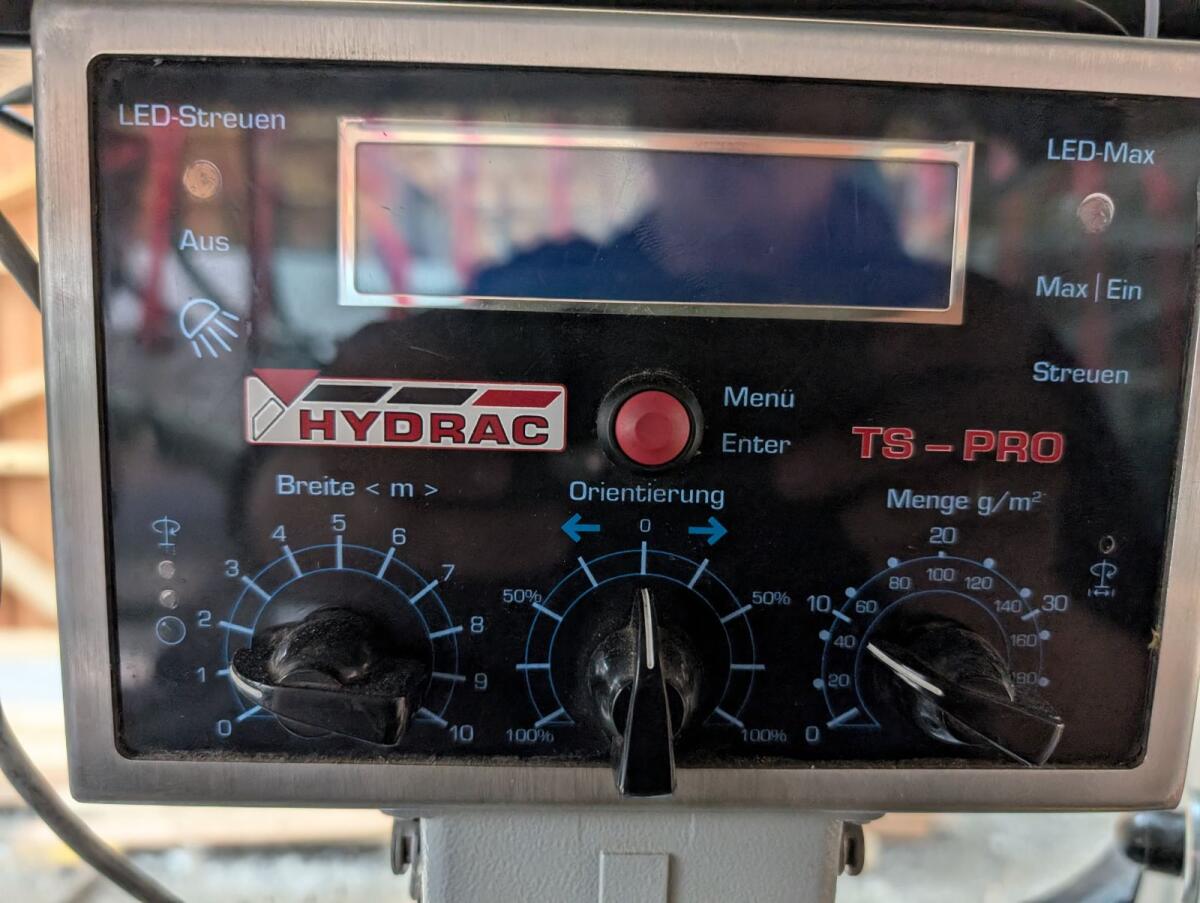 LED-Streuen
LED-Max
Aus
Max | Ein
Streuen
HYDRAC
Menü
Enter
TS – PRO
Breite < m >
Orientierung
Menge g/m²
0
1
2
3
4
5
6
7
8
9
10
100%
50%
0
50%
100%
0
10
20
30
20
40
60
80
100
120
140
160
180